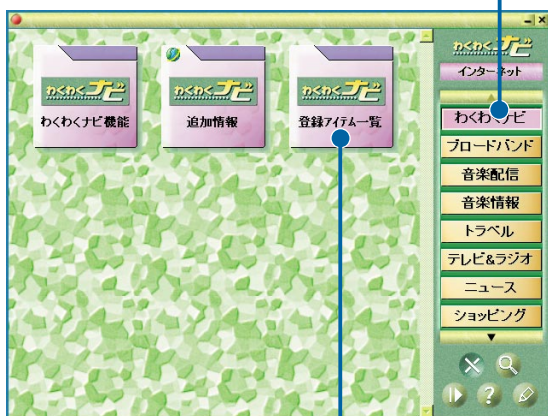 わくわくナビ
わくわくナビ機能
わくわくナビ
追加情報
わくわくナビ
登録アイテム一覧
わくわくナビ
インターネット
わくわくナビ
ブロードバンド
音楽配信
音楽情報
トラベル
テレビ&ラジオ
ニュース
ショッピング
?